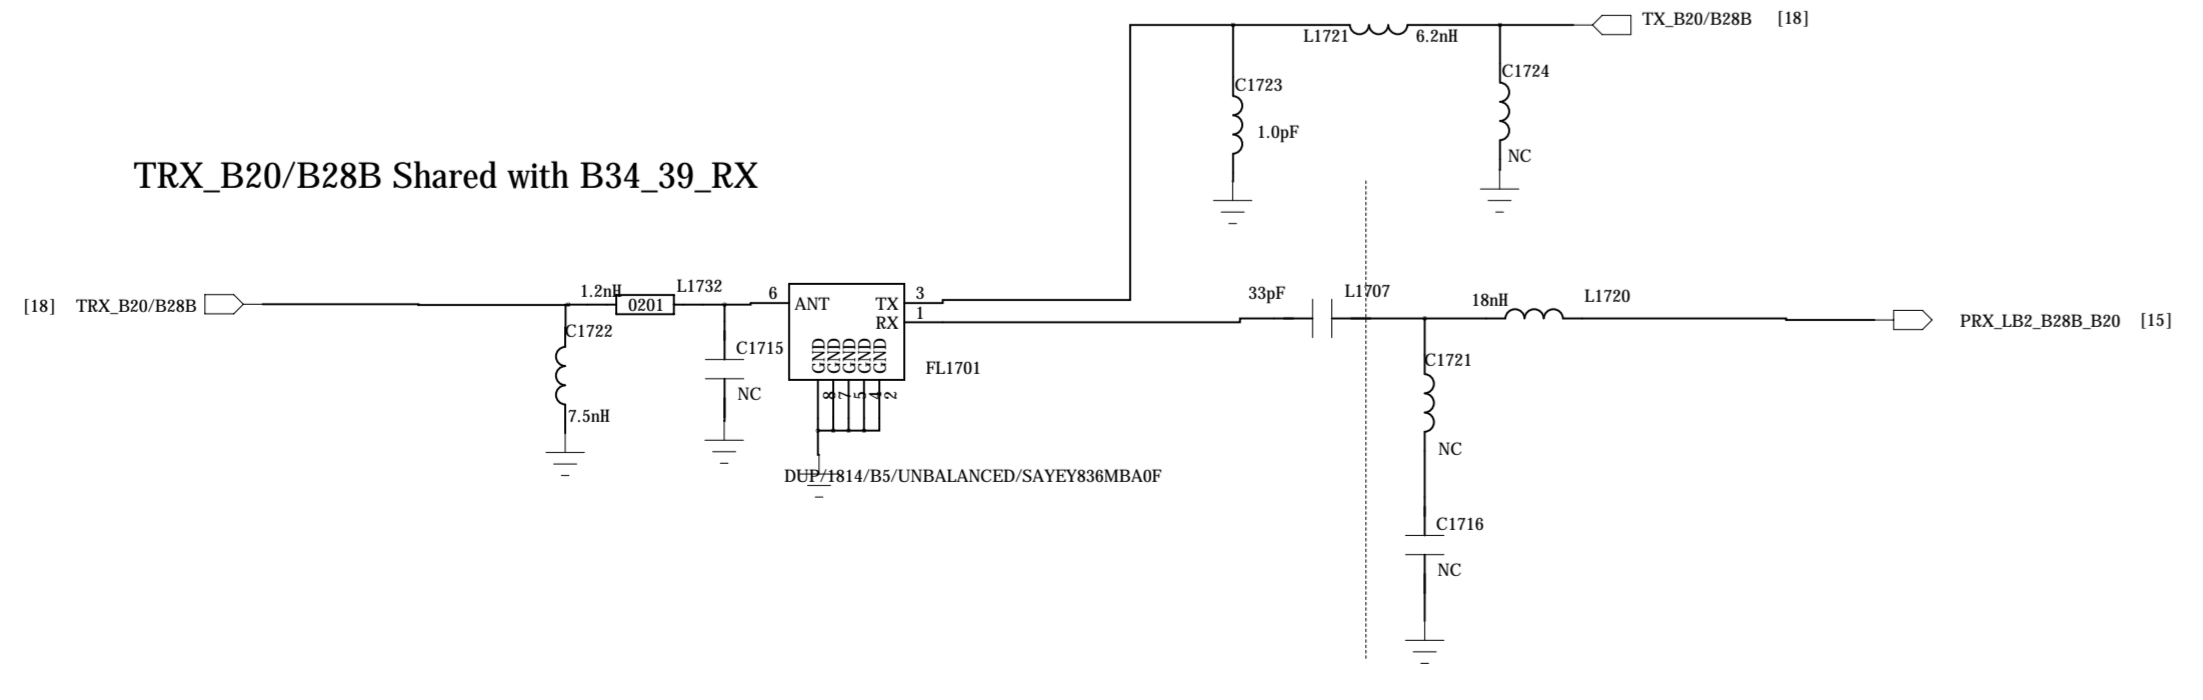 TX_B20/B28B [18]
L1721 6.2nH
C1723
1.0pF
C1724
NC
TRX_B20/B28B Shared with B34_39_RX
[18] TRX_B20/B28B
1.2nH
0201
L1732
C1722
7.5nH
C1715
NC
6
ANT
TX
RX
3
1
GND GND GND GND GND
8 7 5 4 2
FL1701
DUP/1814/B5/UNBALANCED/SAYEY836MBA0F
33pF
L1707
18nH
L1720
PRX_LB2_B28B_B20 [15]
C1721
NC
C1716
NC